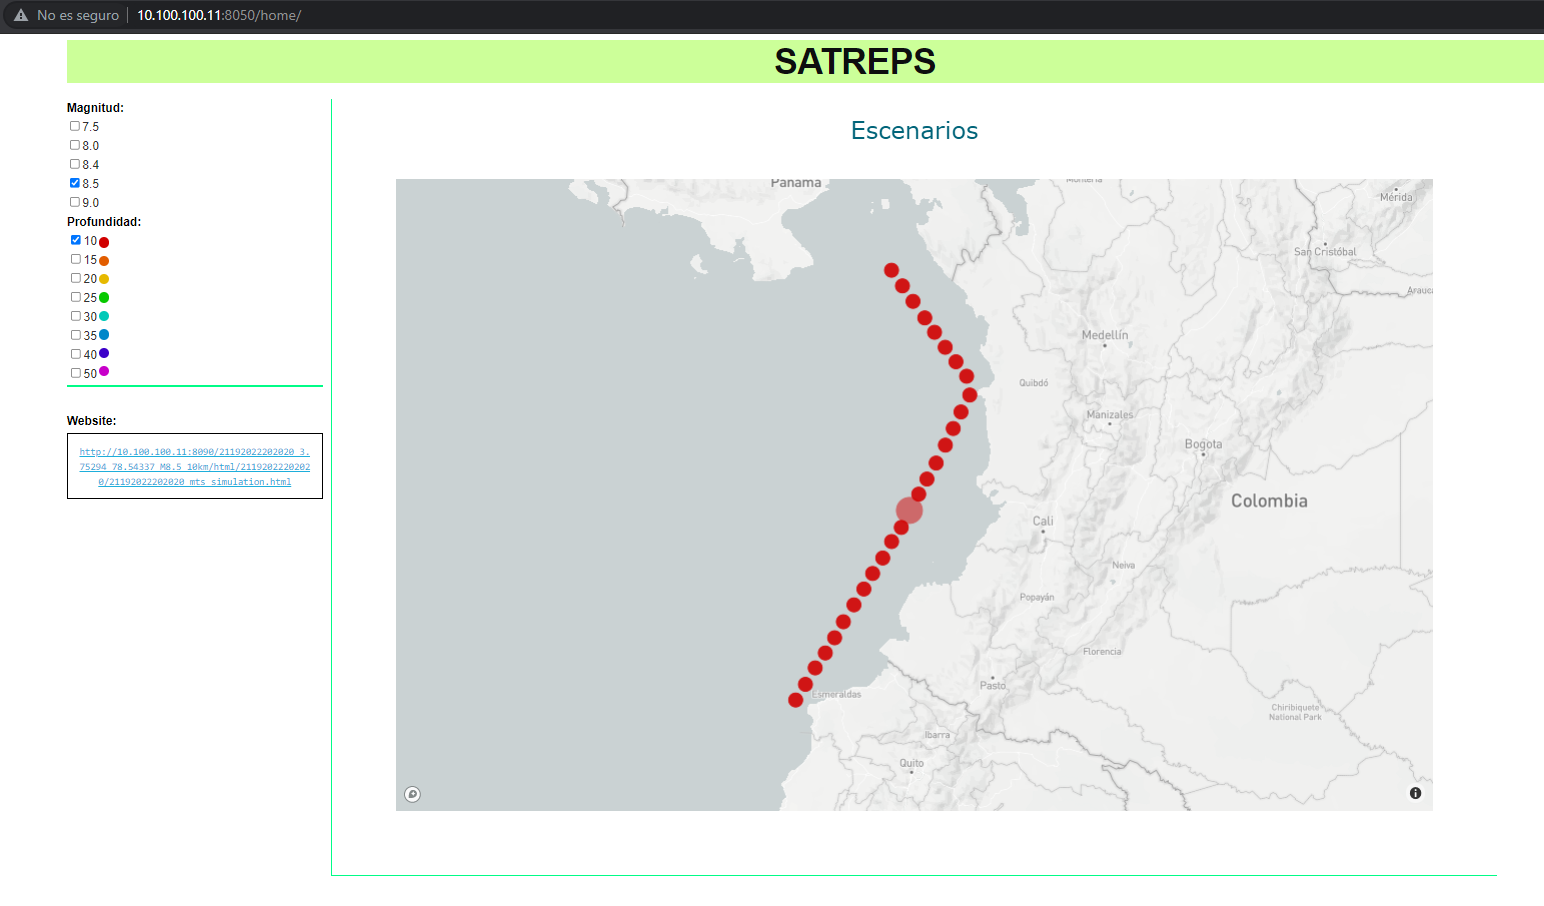 No es seguro 10.100.100.11:8050/home/
SATREPS
Magnitud:
7.5
8.0
8.4
8.5
9.0
Profundidad:
10
15
20
25
30
35
40
50
Website:
http://10.100.100.11:8090/21192022202020_3.
75294_78.54337_M8.5_10km/html/2119202220202
0/21192022202020_mts_simulation.html
Escenarios
Panamá
Montería
Mérida
San Cristóbal
Medellín
Quibdó
Manizales
Bogota
Colombia
Cali
Neiva
Popayán
Florencia
Pasto
Esmeraldas
Chiribiquete
National Park
Ibarra
Quito